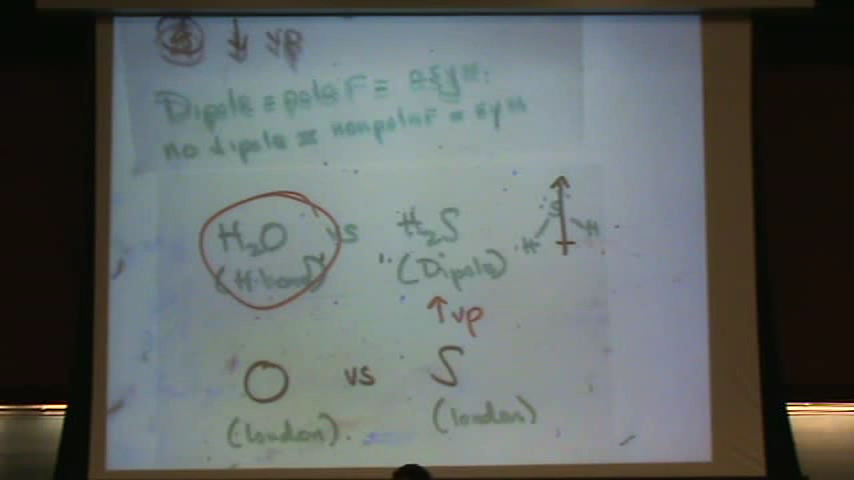 ↓ vp
Dipole = polar = asym.
no dipole = nonpolar = sym
H₂O vs H₂S
(H-bond) (Dipole)
S
H H
↑ vp
O vs S
(london). (london)